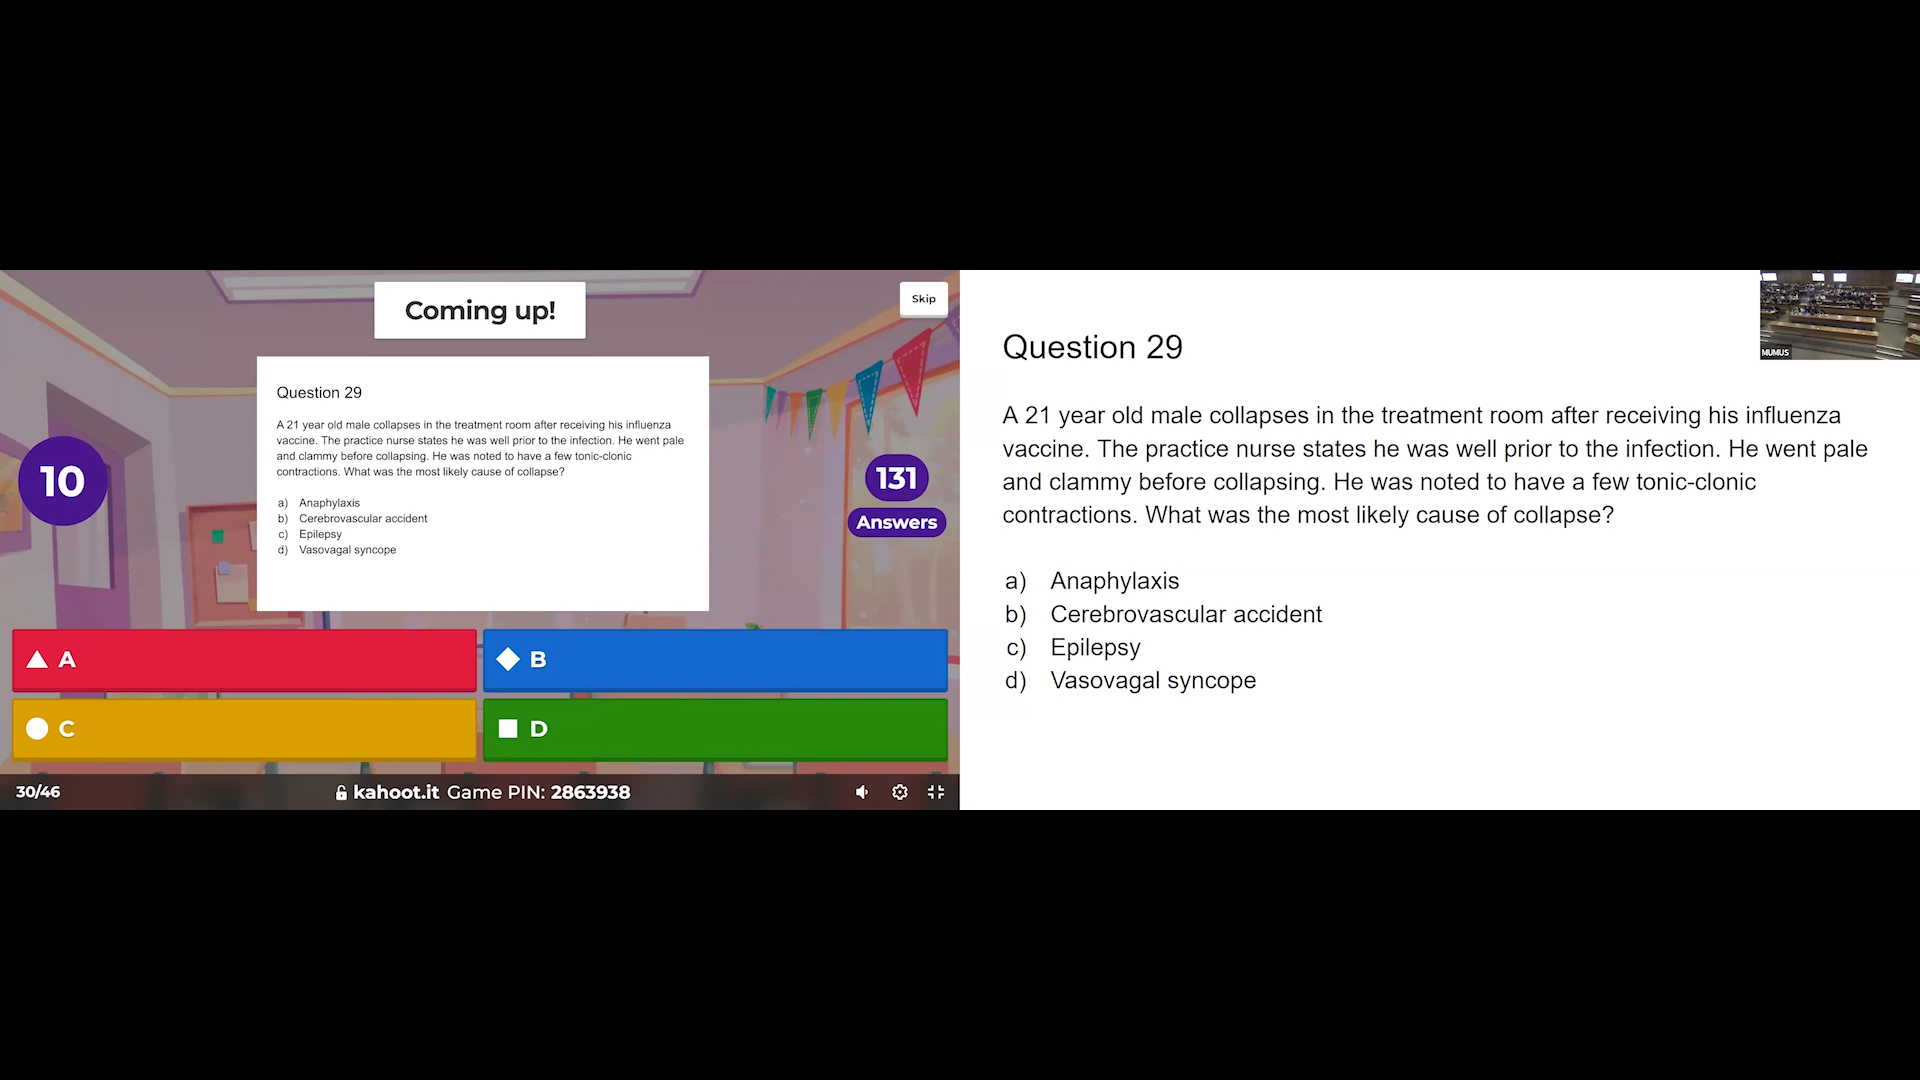 Coming up!
Skip
Question 29
A 21 year old male collapses in the treatment room after receiving his influenza
vaccine. The practice nurse states he was well prior to the infection. He went pale
and clammy before collapsing. He was noted to have a few tonic-clonic
contractions. What was the most likely cause of collapse?
a) Anaphylaxis
b) Cerebrovascular accident
c) Epilepsy
d) Vasovagal syncope
10
131
Answers
A
B
C
D
30/46
kahoot.it Game PIN: 2863938
MUMUS
Question 29
A 21 year old male collapses in the treatment room after receiving his influenza
vaccine. The practice nurse states he was well prior to the infection. He went pale
and clammy before collapsing. He was noted to have a few tonic-clonic
contractions. What was the most likely cause of collapse?
a) Anaphylaxis
b) Cerebrovascular accident
c) Epilepsy
d) Vasovagal syncope